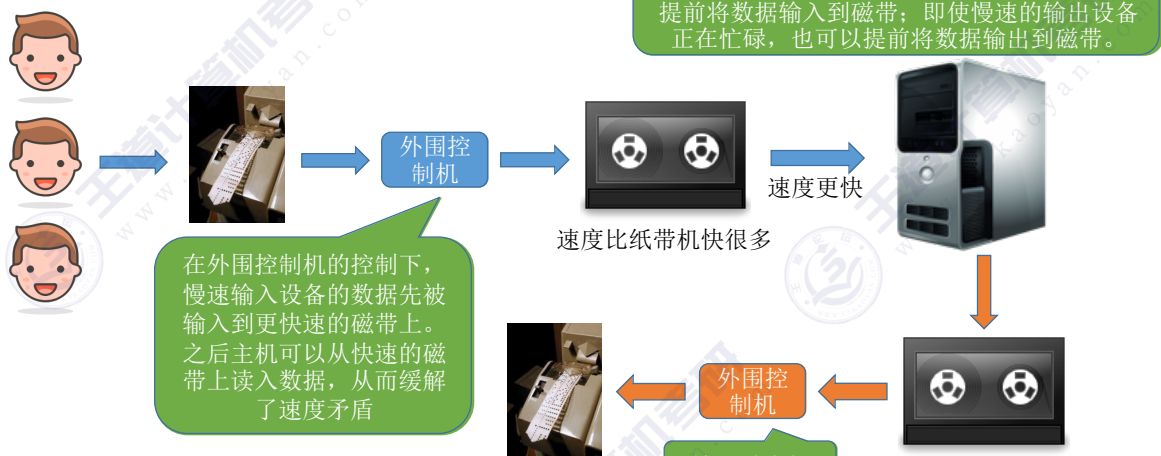 提前将数据输入到磁带；即使慢速的输出设备
正在忙碌，也可以提前将数据输出到磁带。
外围控
制机
速度更快
速度比纸带机快很多
在外围控制机的控制下，
慢速输入设备的数据先被
输入到更快速的磁带上。
之后主机可以从快速的磁
带上读入数据，从而缓解
了速度矛盾
外围控
制机